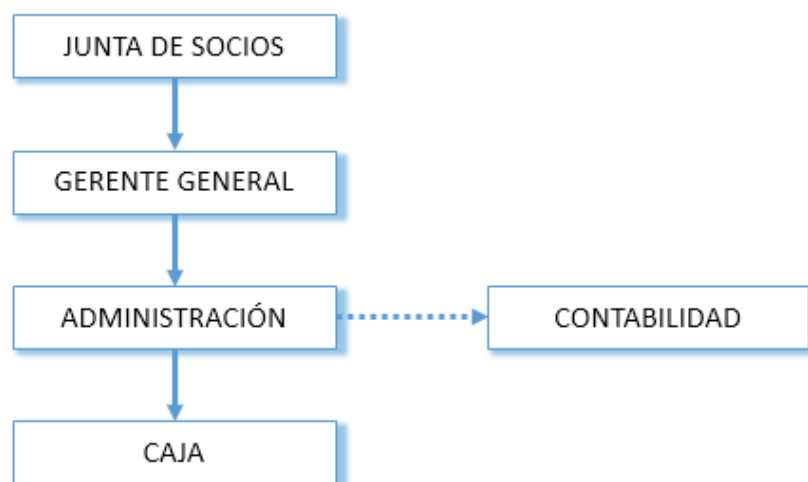 JUNTA DE SOCIOS
GERENTE GENERAL
ADMINISTRACIÓN
CONTABILIDAD
CAJA